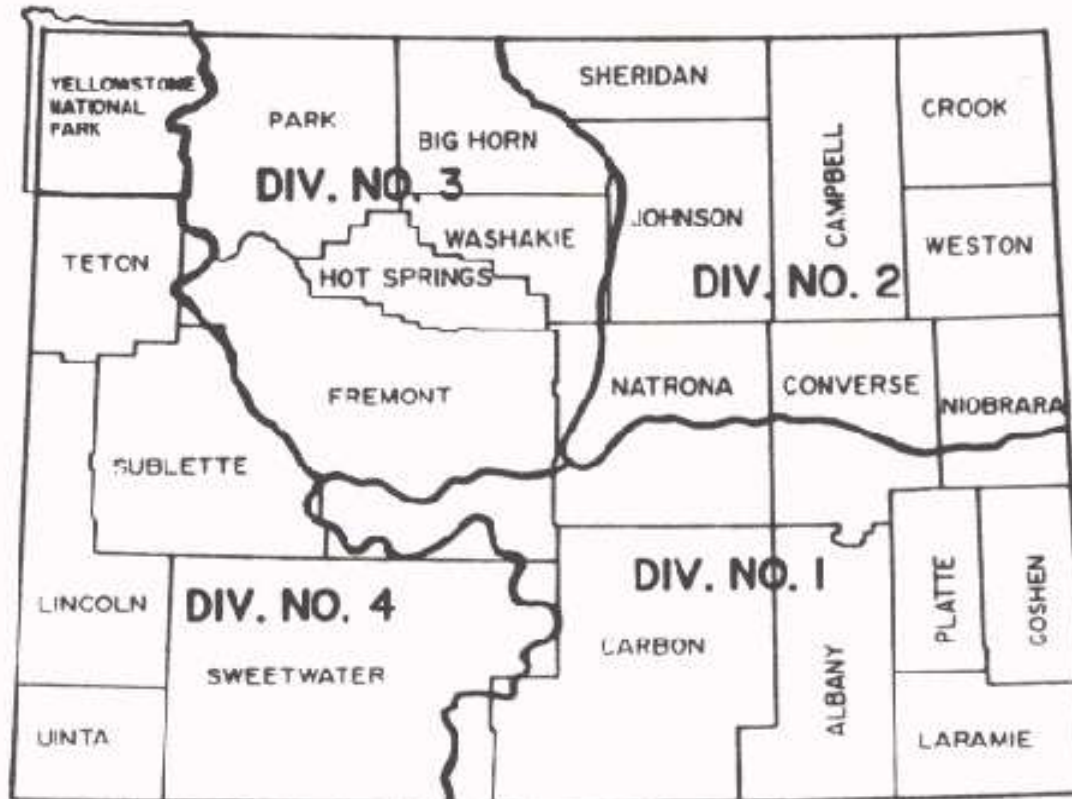 YELLOWSTONE
NATIONAL
PARK
PARK
BIG HORN
SHERIDAN
CAMPBELL
CROOK
DIV. NO. 3
JOHNSON
WASHAKIE
WESTON
TETON
HOT SPRINGS
DIV. NO. 2
FREMONT
NATRONA
CONVERSE
NIOBRARA
SUBLETTE
LINCOLN
DIV. NO. 4
DIV. NO. 1
PLATTE
GOSHEN
SWEETWATER
CARBON
ALBANY
UINTA
LARAMIE